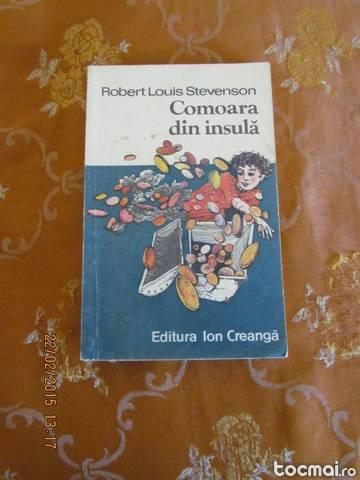 Robert Louis Stevenson
Comoara
din insulă
Editura Ion Creangă
22/02/2015 13:17
tocmai.ro